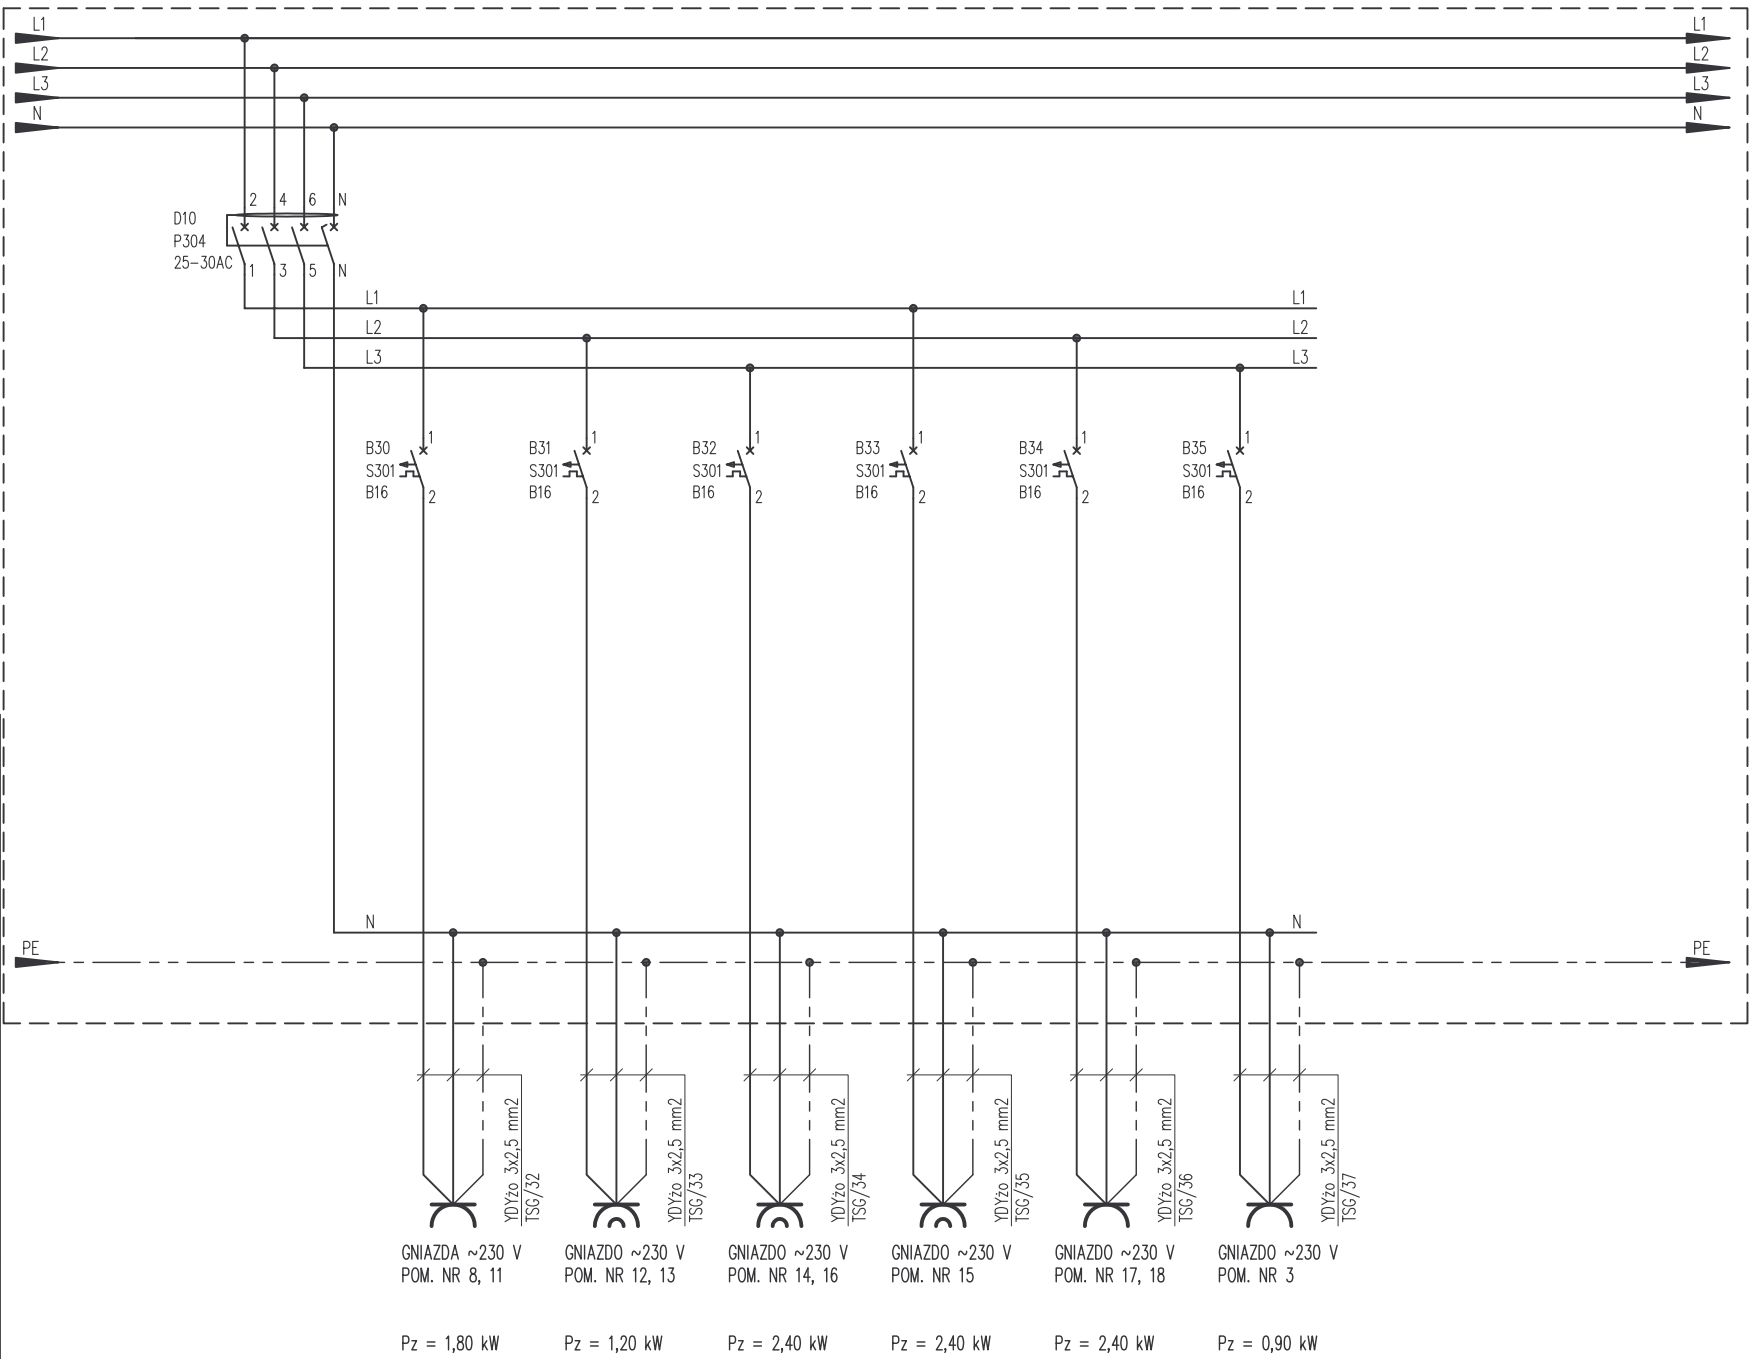 L1 L1
L2 L2
L3 L3
N N
2 4 6 N
D10
P304
25-30AC
1 3 5 N
L1 L1
L2 L2
L3 L3
B30 1 B31 1 B32 1 B33 1 B34 1 B35 1
S301 S301 S301 S301 S301 S301
B16 2 B16 2 B16 2 B16 2 B16 2 B16 2
N N
PE PE
YDYżo 3x2,5 mm2
TSG/32
YDYżo 3x2,5 mm2
TSG/33
YDYżo 3x2,5 mm2
TSG/34
YDYżo 3x2,5 mm2
TSG/35
YDYżo 3x2,5 mm2
TSG/36
YDYżo 3x2,5 mm2
TSG/37
GNIAZDA ~230 V
POM. NR 8, 11
Pz = 1,80 kW
GNIAZDO ~230 V
POM. NR 12, 13
Pz = 1,20 kW
GNIAZDO ~230 V
POM. NR 14, 16
Pz = 2,40 kW
GNIAZDO ~230 V
POM. NR 15
Pz = 2,40 kW
GNIAZDO ~230 V
POM. NR 17, 18
Pz = 2,40 kW
GNIAZDO ~230 V
POM. NR 3
Pz = 0,90 kW